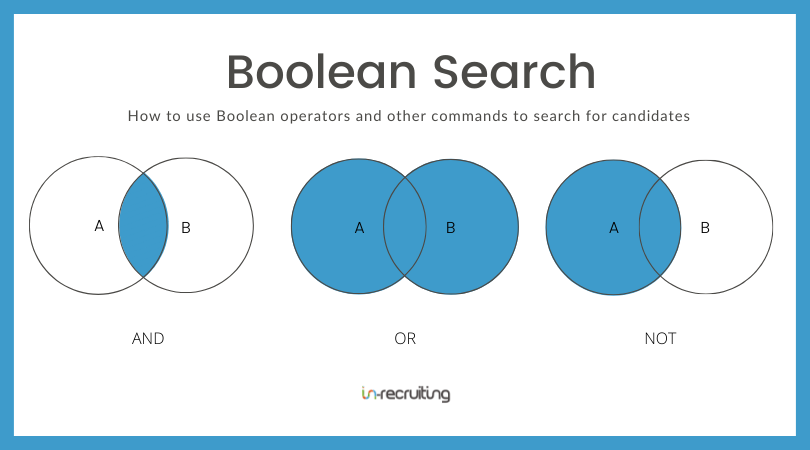 Boolean Search
How to use Boolean operators and other commands to search for candidates
A B
A B
A B
AND OR NOT
in-recruiting